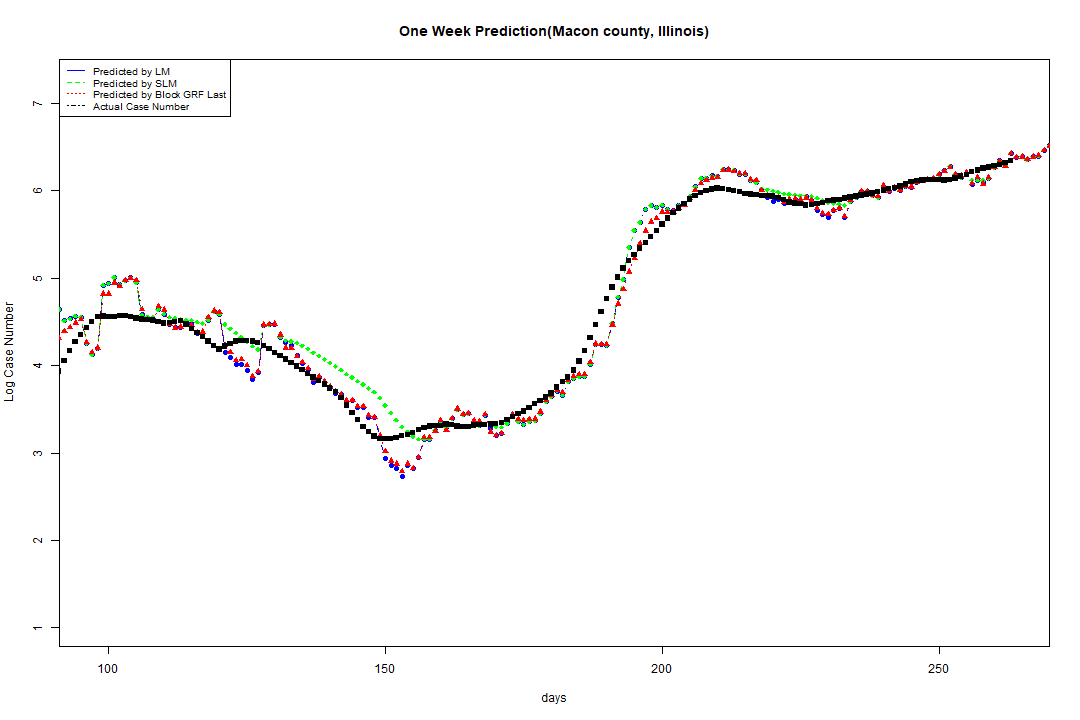 One Week Prediction(Macon county, Illinois)
Predicted by LM
Predicted by SLM
Predicted by Block GRF Last
Actual Case Number
7
6
5
4
3
2
1
Log Case Number
100 150 200 250
days